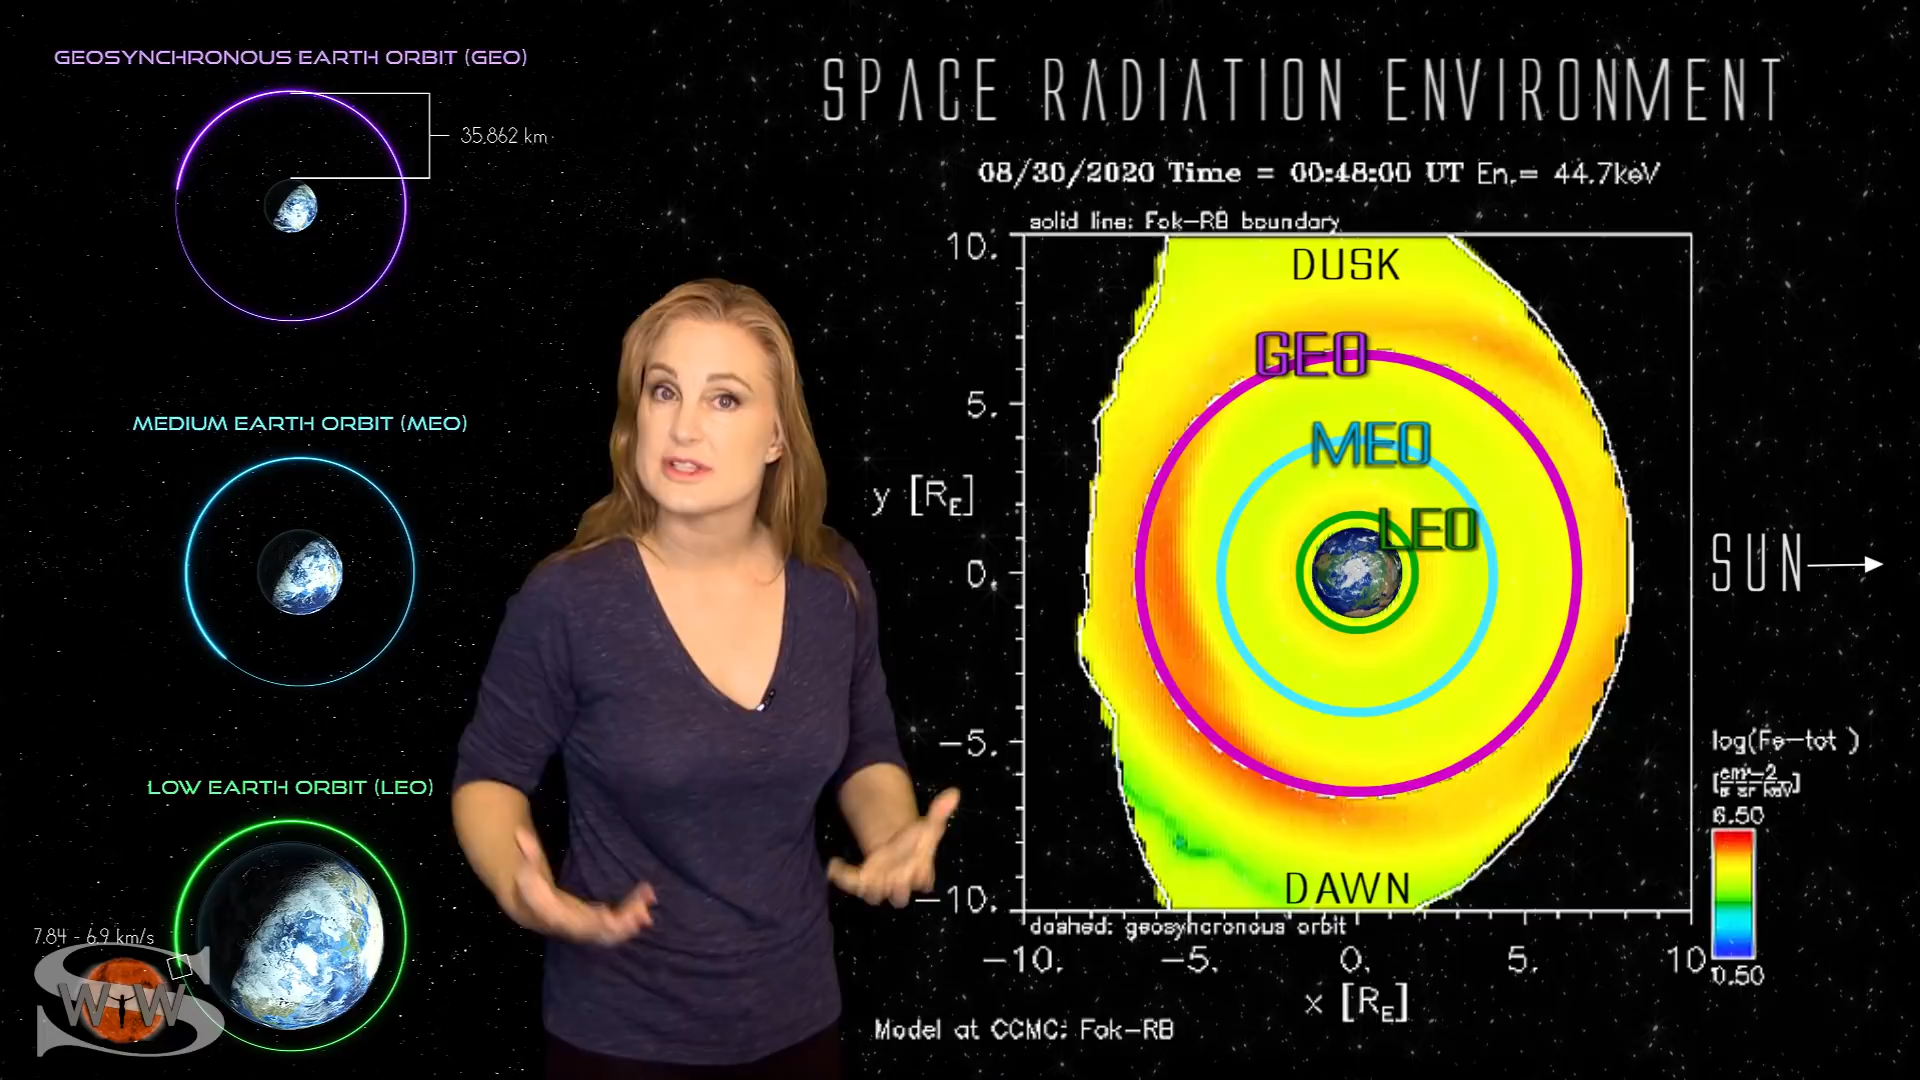 GEOSYNCHRONOUS EARTH ORBIT (GEO)
35,862 km
MEDIUM EARTH ORBIT (MEO)
LOW EARTH ORBIT (LEO)
7.84 - 6.9 km/s
SWW
SPACE RADIATION ENVIRONMENT
08/30/2020 Time = 00:48:00 UT En.= 44.7keV
solid line: Fok-RB boundary
10.
5.
0.
-5.
-10.
y [RE]
DUSK
GEO
MEO
LEO
DAWN
SUN
dashed: geosynchronous orbit
-10. -5. 0. 5. 10
x [RE]
log(Fe-tot )
6.50
0.50
Model at CCMC: Fok-RB